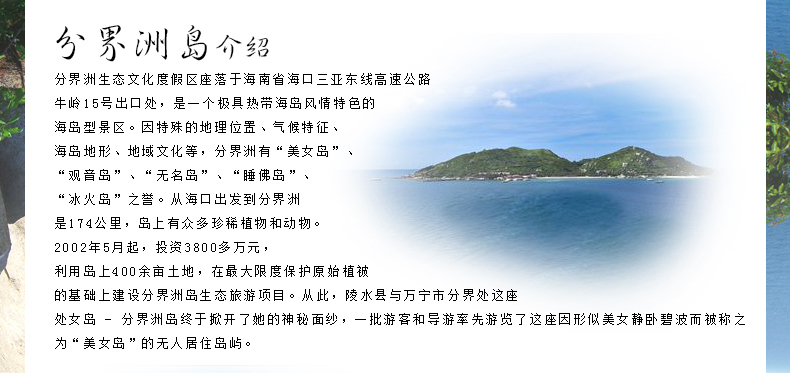 分界洲岛介绍
分界洲生态文化度假区座落于海南省海口三亚东线高速公路
牛岭15号出口处，是一个极具热带海岛风情特色的
海岛型景区。因特殊的地理位置、气候特征、
海岛地形、地域文化等，分界洲有“美女岛”、
“观音岛”、“无名岛”、“睡佛岛”、
“冰火岛”之誉。从海口出发到分界洲
是174公里，岛上有众多珍稀植物和动物。
2002年5月起，投资3800多万元，
利用岛上400余亩土地，在最大限度保护原始植被
的基础上建设分界洲岛生态旅游项目。从此，陵水县与万宁市分界处这座
处女岛 - 分界洲岛终于掀开了她的神秘面纱，一批游客和导游率先游览了这座因形似美女静卧碧波而被称之
为“美女岛”的无人居住岛屿。